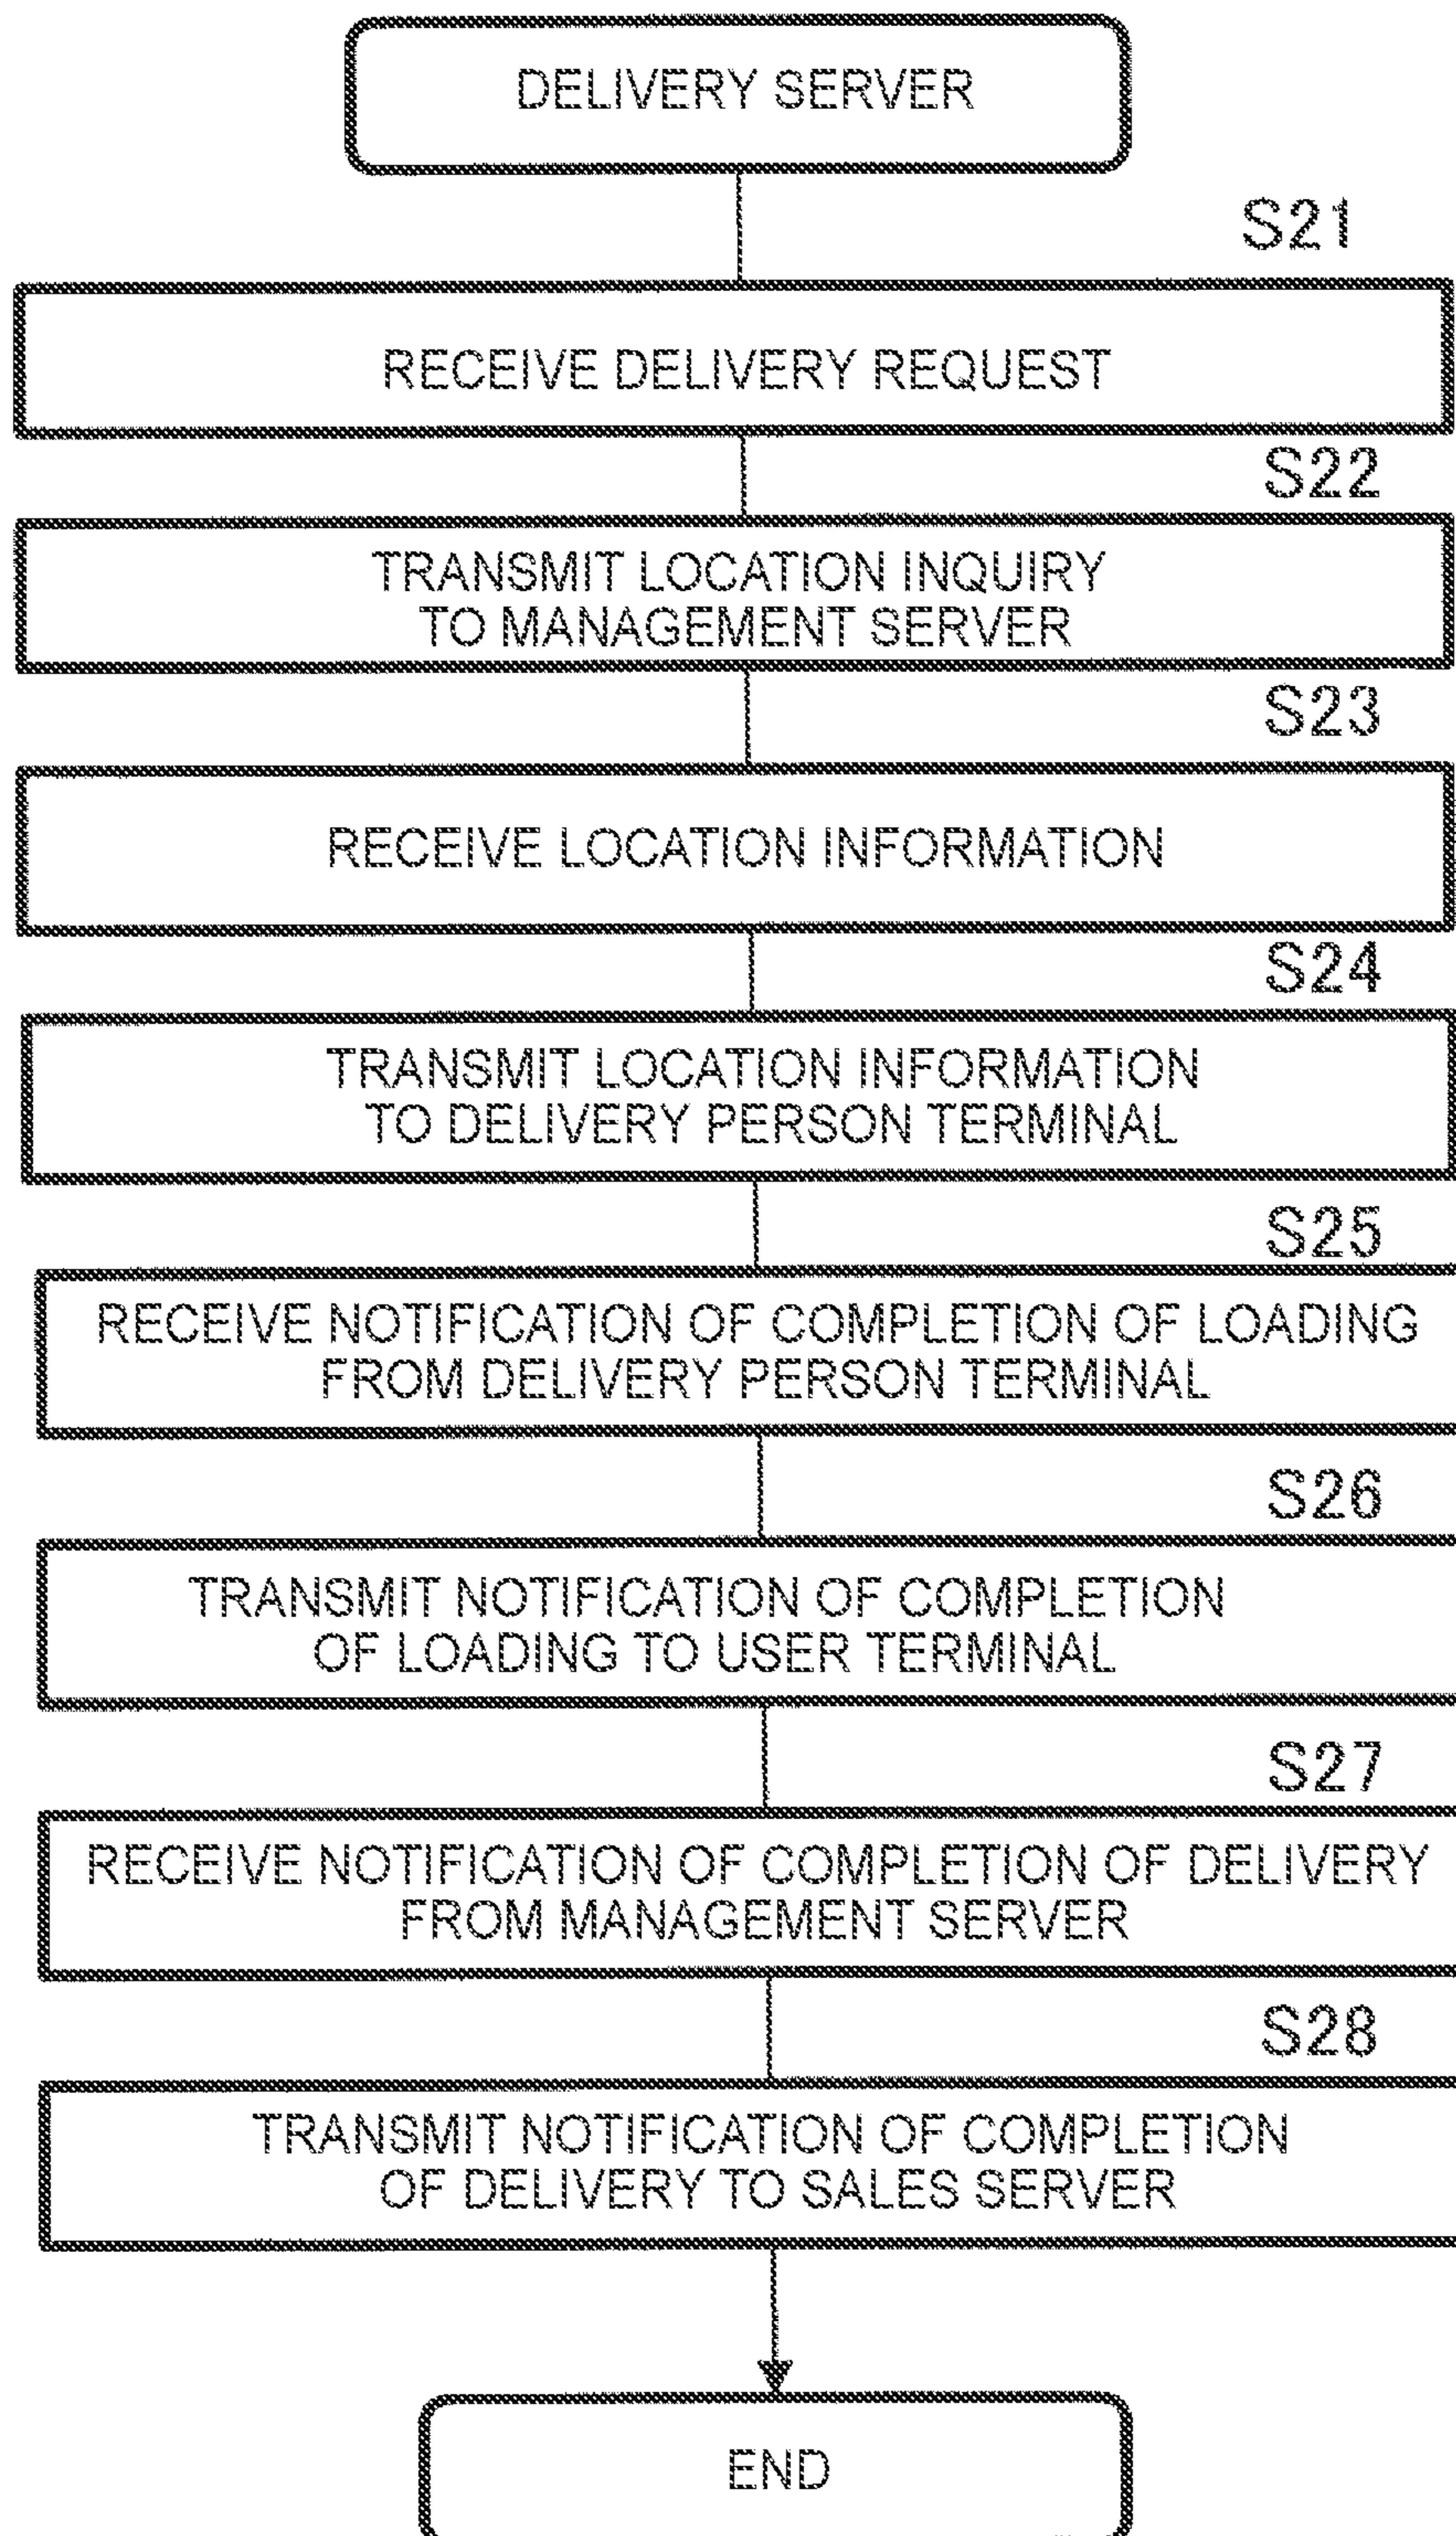 DELIVERY SERVER
S21
RECEIVE DELIVERY REQUEST
S22
TRANSMIT LOCATION INQUIRY
TO MANAGEMENT SERVER
S23
RECEIVE LOCATION INFORMATION
S24
TRANSMIT LOCATION INFORMATION
TO DELIVERY PERSON TERMINAL
S25
RECEIVE NOTIFICATION OF COMPLETION OF LOADING
FROM DELIVERY PERSON TERMINAL
S26
TRANSMIT NOTIFICATION OF COMPLETION
OF LOADING TO USER TERMINAL
S27
RECEIVE NOTIFICATION OF COMPLETION OF DELIVERY
FROM MANAGEMENT SERVER
S28
TRANSMIT NOTIFICATION OF COMPLETION
OF DELIVERY TO SALES SERVER
END